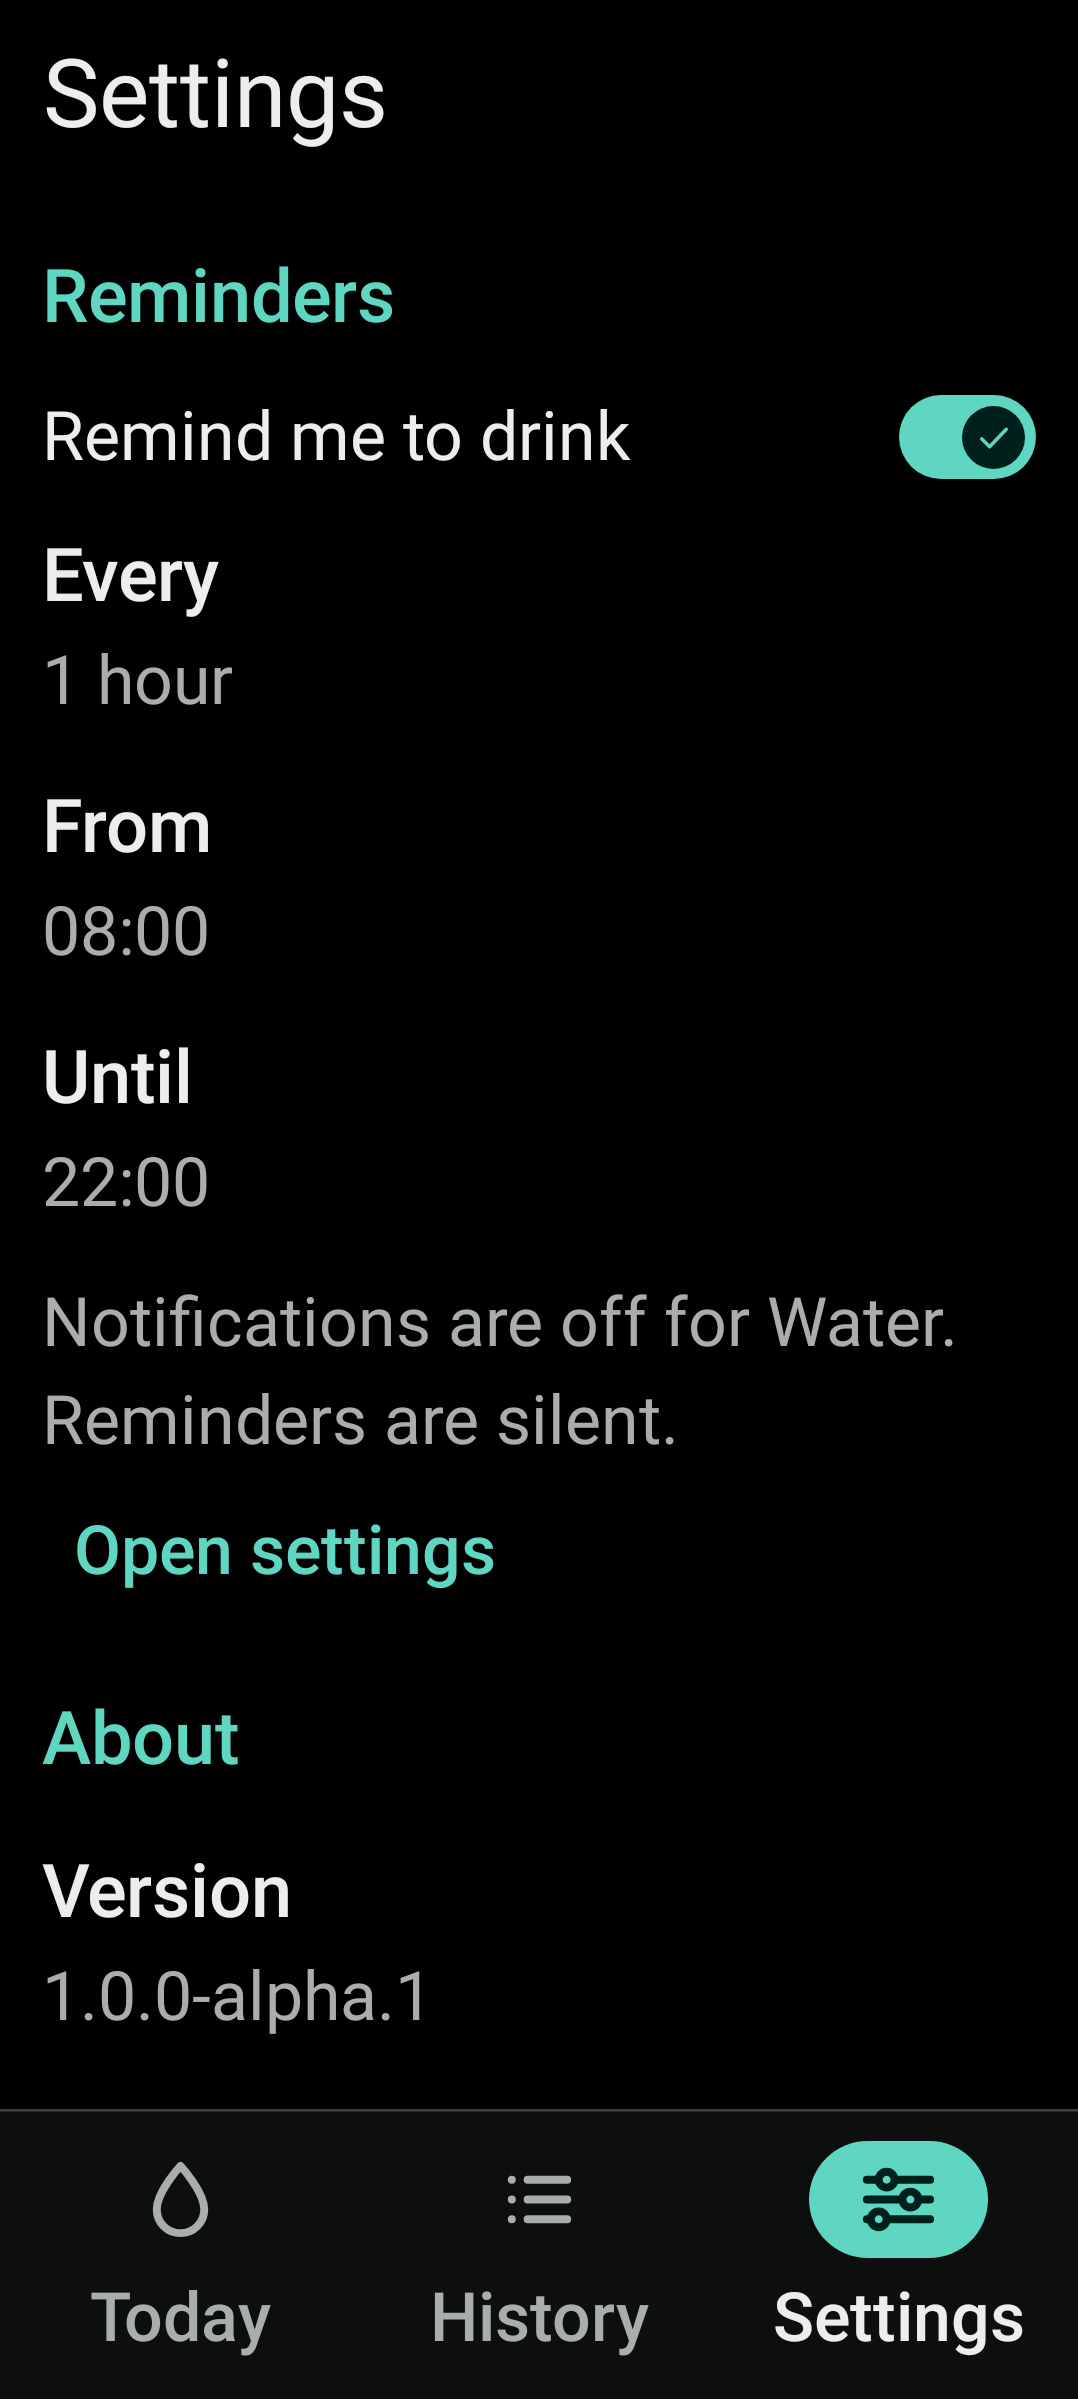 Settings
Reminders
Remind me to drink
Every
1 hour
From
08:00
Until
22:00
Notifications are off for Water.
Reminders are silent.
Open settings
About
Version
1.0.0-alpha.1
Today
History
Settings